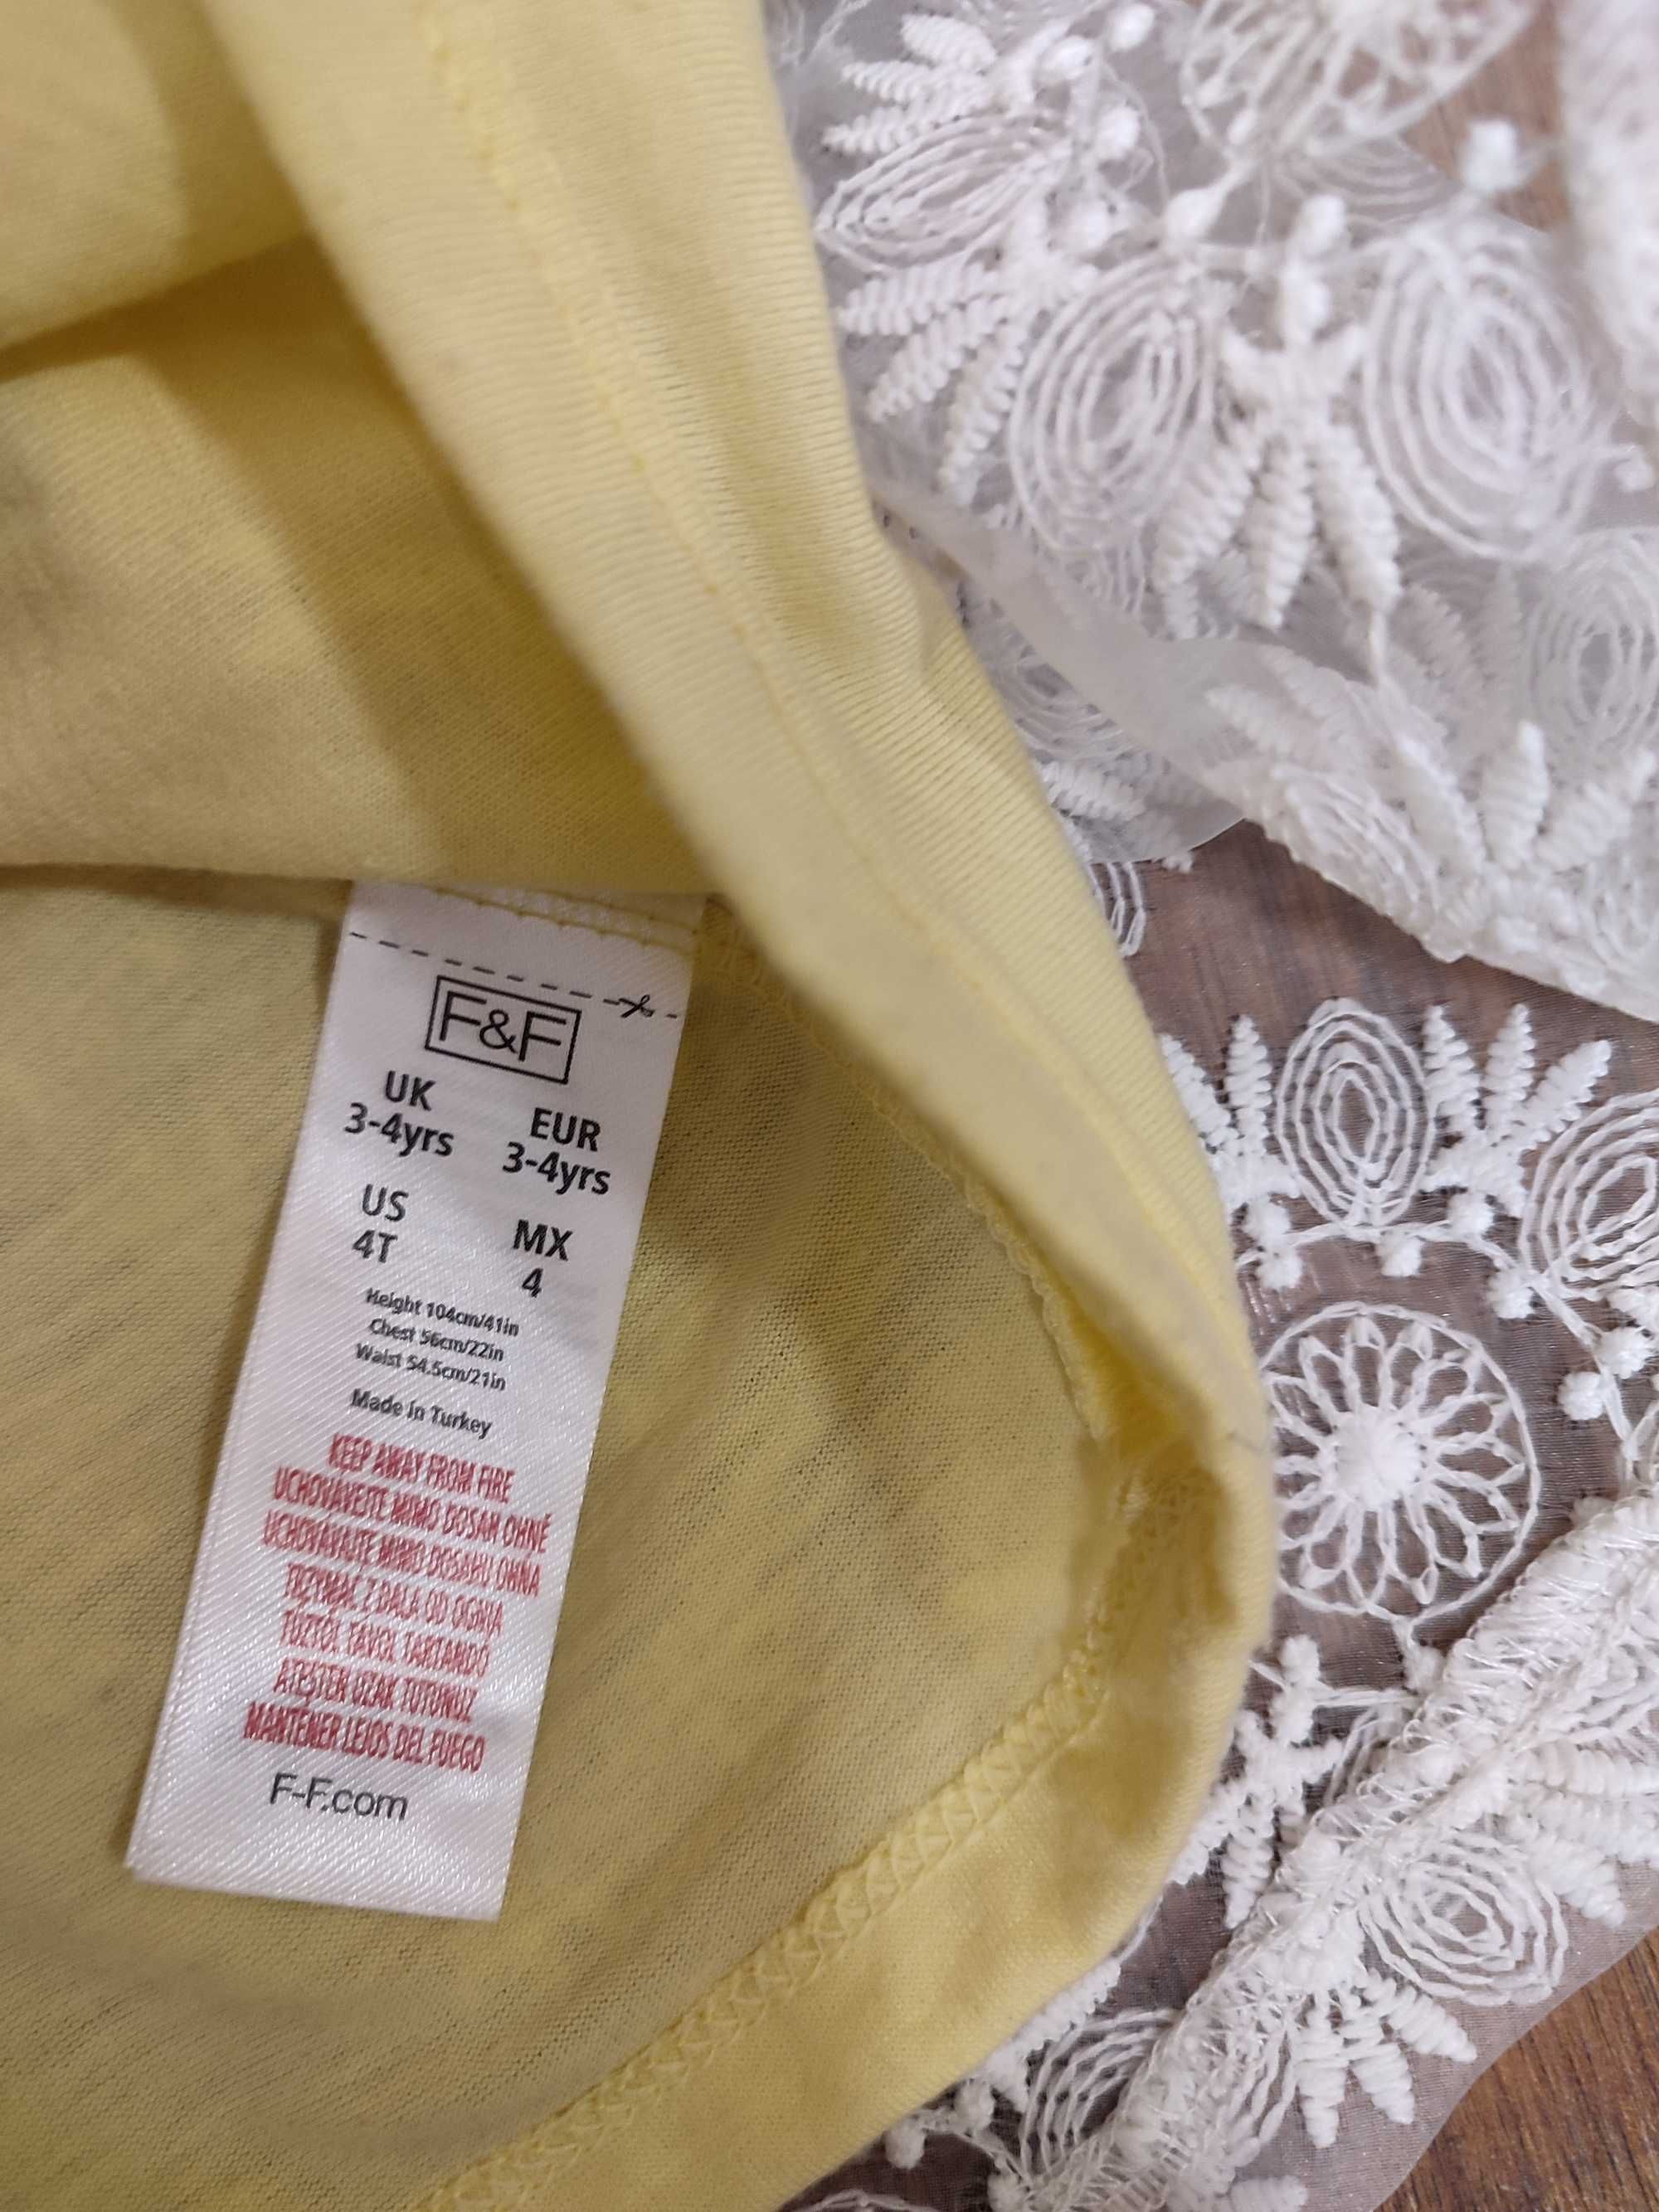 F&F
UK EUR
3-4yrs 3-4yrs
US MX
4T 4
Height 104cm/41in
Chest 56cm/22in
Waist 54.5cm/21in
Made in Turkey
KEEP AWAY FROM FIRE
UCHOVÁVEJTE MIMO DOSAH OHNĚ
UCHOVÁVAJTE MIMO DOSAHU OHŇA
TRZYMAĆ Z DALA OD OGNIA
TŰZTŐL TÁVOL TARTANDÓ
ATEŞTEN UZAK TUTUNUZ
MANTENER LEJOS DEL FUEGO
F-F.com